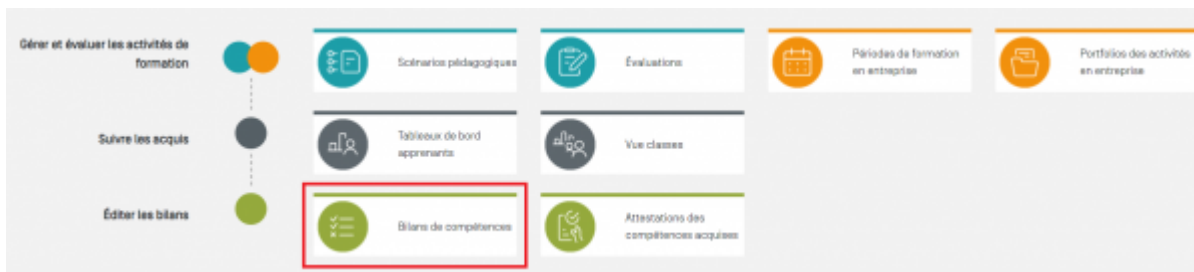 Gérer et évaluer les activités de
formation
Scénarios pédagogiques
Évaluations
Périodes de formation
en entreprise
Portfolios des activités
en entreprise
Suivre les acquis
Tableaux de bord
apprenants
Vue classes
Éditer les bilans
Bilans de compétences
Attestations des
compétences acquises